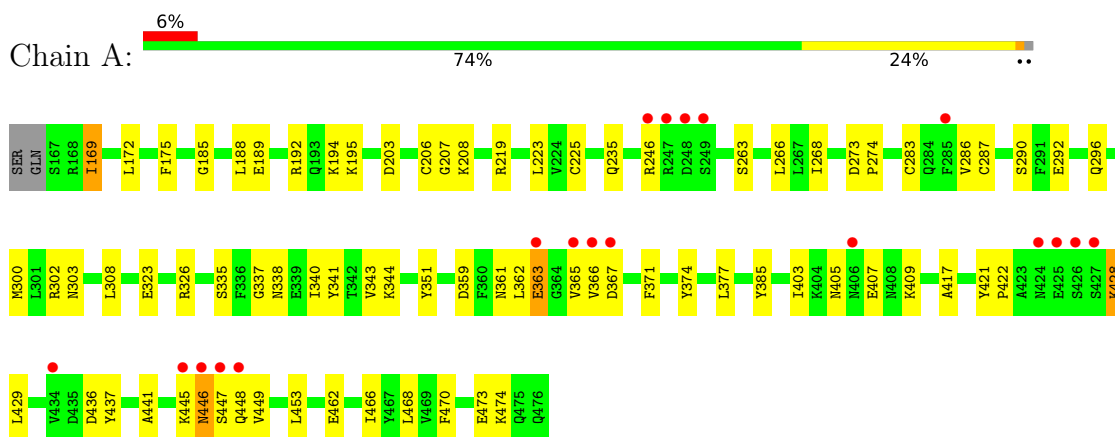 6%
Chain A:
74% 24% ••
SER GLN S167 R168 I169 L172 F175 G185 L188 E189 R192 Q193 K194 K195 D203 C206 G207 K208 R219 L223 V224 C225 Q235 R246 R247 D248 S249 S263 L266 L267 I268 D273 P274 C283 Q284 F285 V286 C287 S290 F291 E292 Q296
M300 L301 R302 N303 L308 E323 R326 S335 F336 G337 N338 E339 I340 Y341 T342 V343 K344 Y351 D359 F360 N361 L362 E363 G364 V365 V366 D367 F371 Y374 L377 Y385 I403 K404 N405 N406 E407 N408 K409 A417 Y421 P422 A423 N424 E425 S426 S427 K428
L429 V434 D435 D436 Y437 A441 K445 N446 S447 Q448 V449 L453 E462 I466 Y467 L468 V469 F470 E473 K474 Q475 Q476